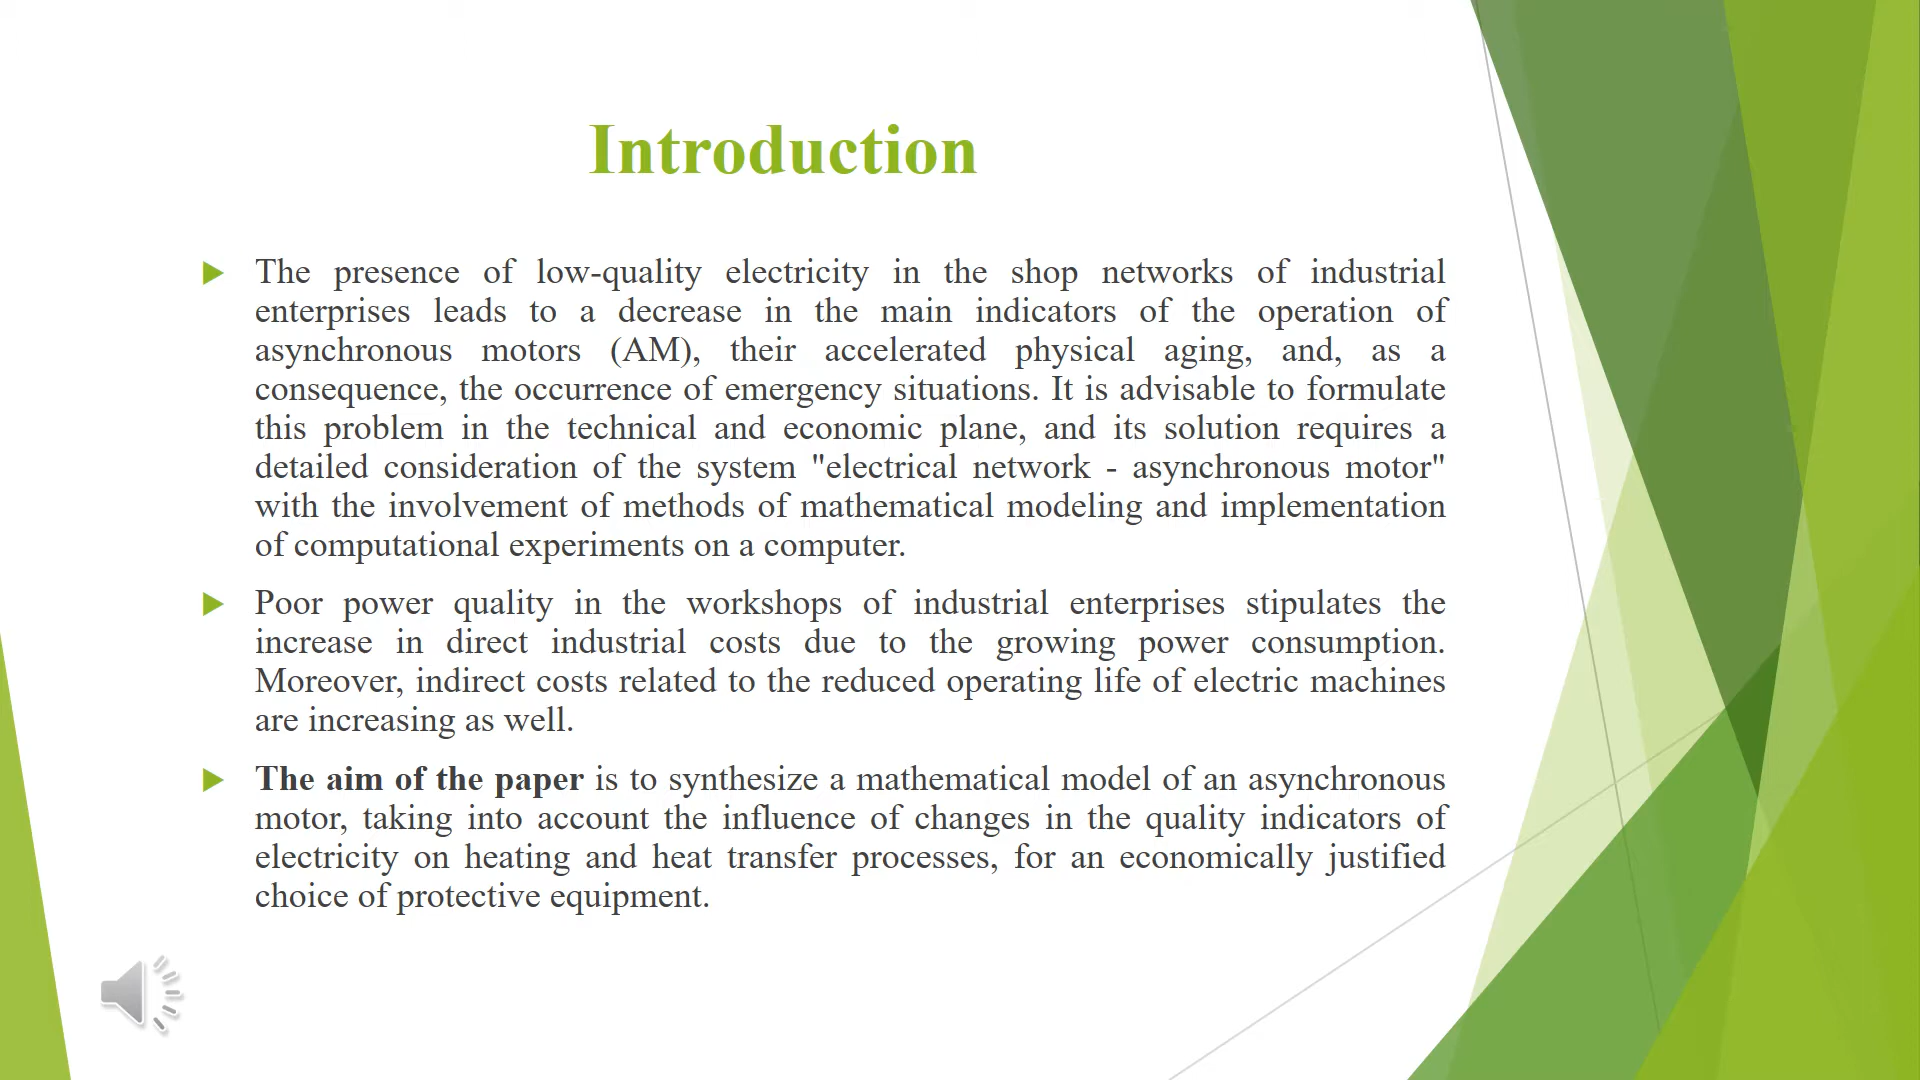 Introduction
The presence of low-quality electricity in the shop networks of industrial
enterprises leads to a decrease in the main indicators of the operation of
asynchronous motors (AM), their accelerated physical aging, and, as a
consequence, the occurrence of emergency situations. It is advisable to formulate
this problem in the technical and economic plane, and its solution requires a
detailed consideration of the system "electrical network - asynchronous motor"
with the involvement of methods of mathematical modeling and implementation
of computational experiments on a computer.
Poor power quality in the workshops of industrial enterprises stipulates the
increase in direct industrial costs due to the growing power consumption.
Moreover, indirect costs related to the reduced operating life of electric machines
are increasing as well.
The aim of the paper is to synthesize a mathematical model of an asynchronous
motor, taking into account the influence of changes in the quality indicators of
electricity on heating and heat transfer processes, for an economically justified
choice of protective equipment.